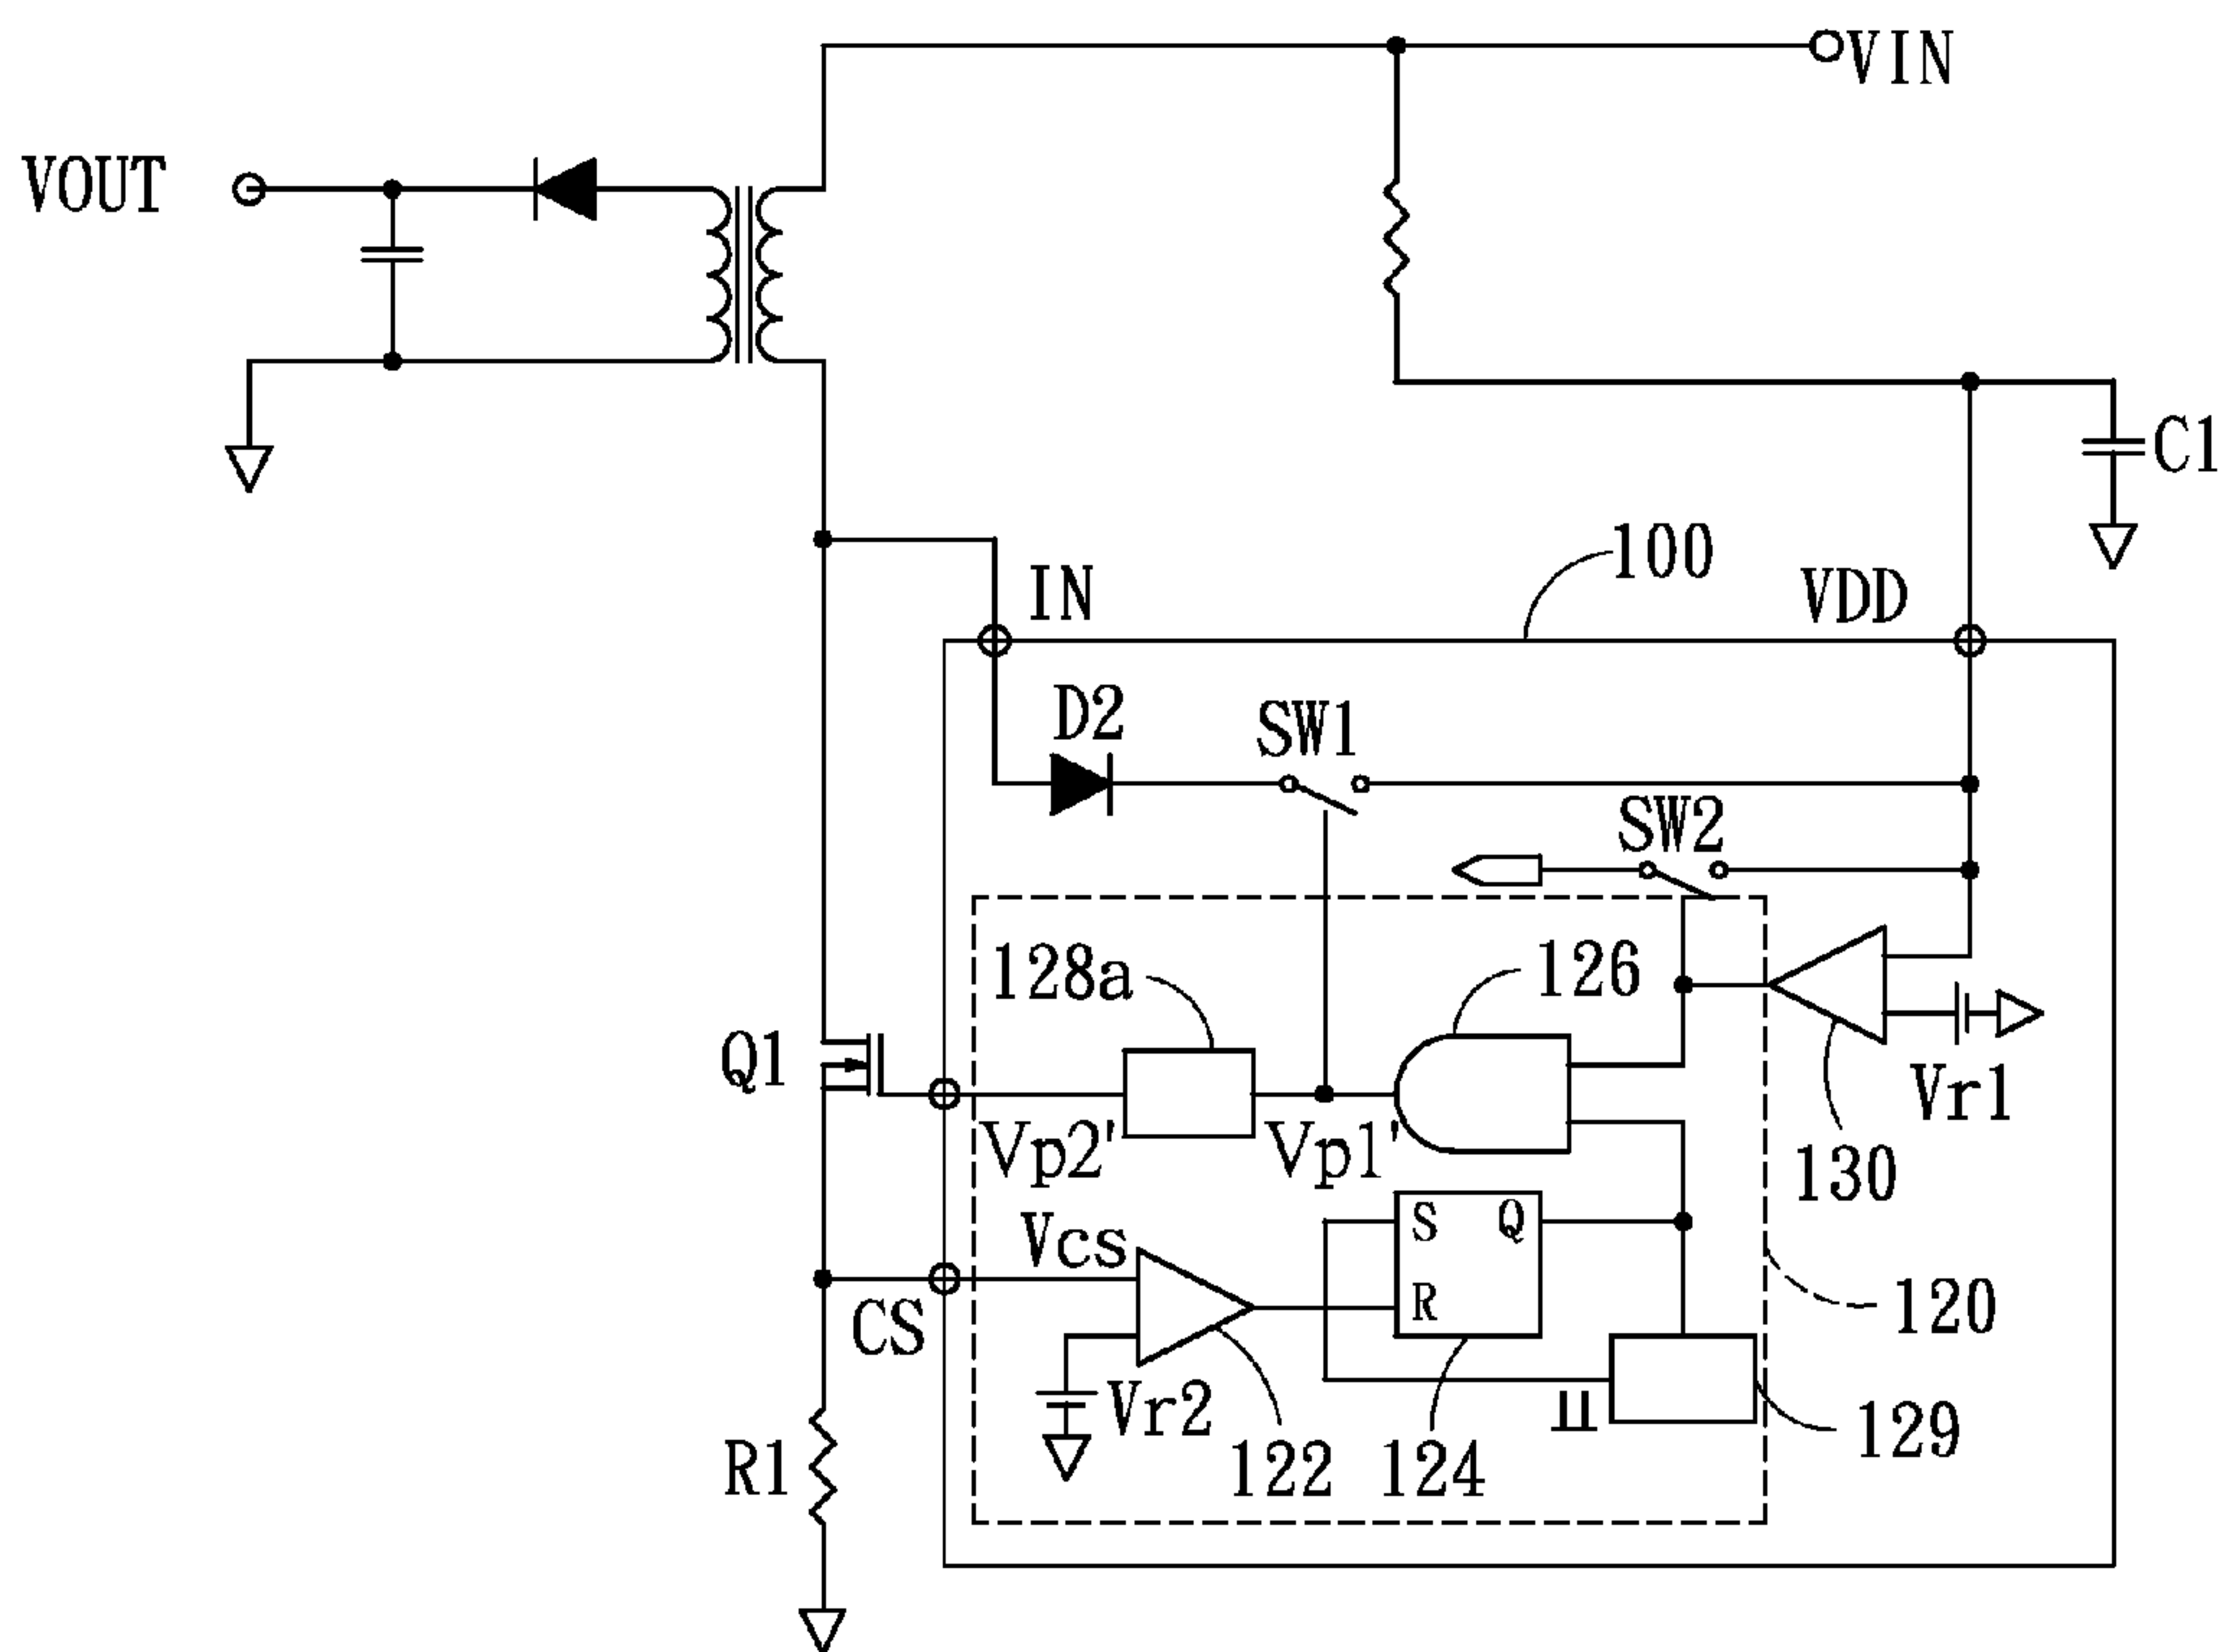 VIN
VOUT
C1
100
IN
VDD
D2
SW1
SW2
128a
126
Q1
Vr1
Vp2'
Vp1'
130
Vcs
S
Q
R
CS
120
Vr2
129
R1
122
124